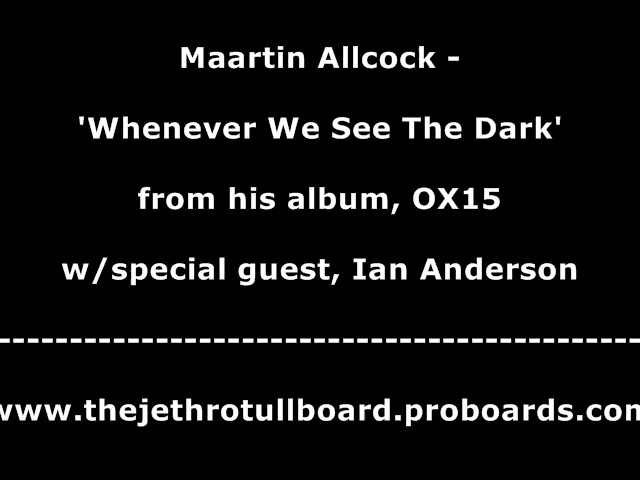 Maartin Allcock -
'Whenever We See The Dark'
from his album, OX15
w/special guest, Ian Anderson
---------------------------------------------
www.thejethrotullboard.proboards.com